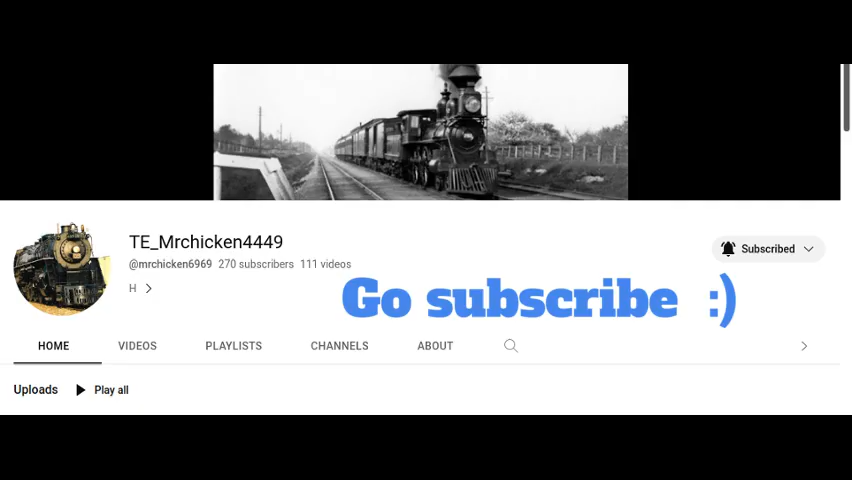 TE_Mrchicken4449
@mrchicken6969 270 subscribers 111 videos
Subscribed
H
Go subscribe :)
HOME VIDEOS PLAYLISTS CHANNELS ABOUT
Uploads Play all